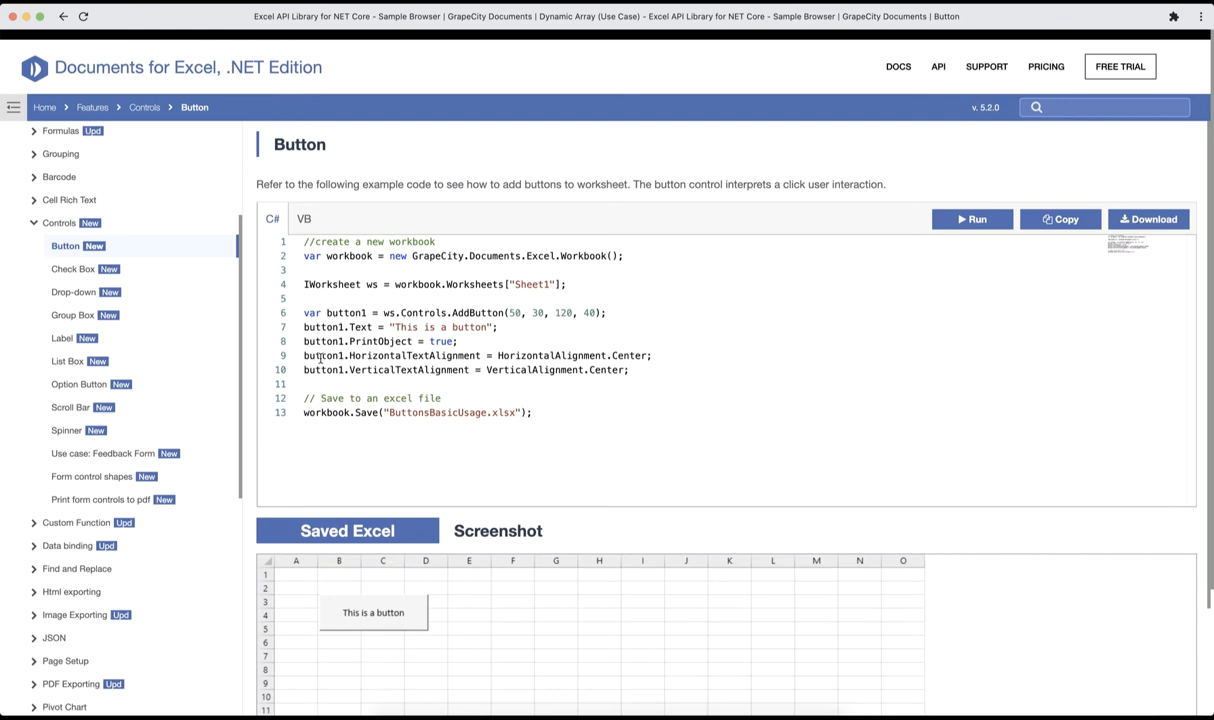 Excel API Library for NET Core - Sample Browser | GrapeCity Documents | Dynamic Array (Use Case) - Excel API Library for NET Core - Sample Browser | GrapeCity Documents | Button
Documents for Excel, .NET Edition
DOCS API SUPPORT PRICING FREE TRIAL
Home Features Controls Button v. 5.2.0
Formulas Upd
Grouping
Barcode
Cell Rich Text
Controls New
Button New
Check Box New
Drop-down New
Group Box New
Label New
List Box New
Option Button New
Scroll Bar New
Spinner New
Use case: Feedback Form New
Form control shapes New
Print form controls to pdf New
Custom Function Upd
Data binding Upd
Find and Replace
Html exporting
Image Exporting Upd
JSON
Page Setup
PDF Exporting Upd
Pivot Chart
Button
Refer to the following example code to see how to add buttons to worksheet. The button control interprets a click user interaction.
C# VB Run Copy Download
1 //create a new workbook
2 var workbook = new GrapeCity.Documents.Excel.Workbook();
3
4 IWorksheet ws = workbook.Worksheets["Sheet1"];
5
6 var button1 = ws.Controls.AddButton(50, 30, 120, 40);
7 button1.Text = "This is a button";
8 button1.PrintObject = true;
9 button1.HorizontalTextAlignment = HorizontalAlignment.Center;
10 button1.VerticalTextAlignment = VerticalAlignment.Center;
11
12 // Save to an excel file
13 workbook.Save("ButtonsBasicUsage.xlsx");
Saved Excel Screenshot
A B C D E F G H I J K L M N O
1
2
3
4 This is a button
5
6
7
8
9
10
11